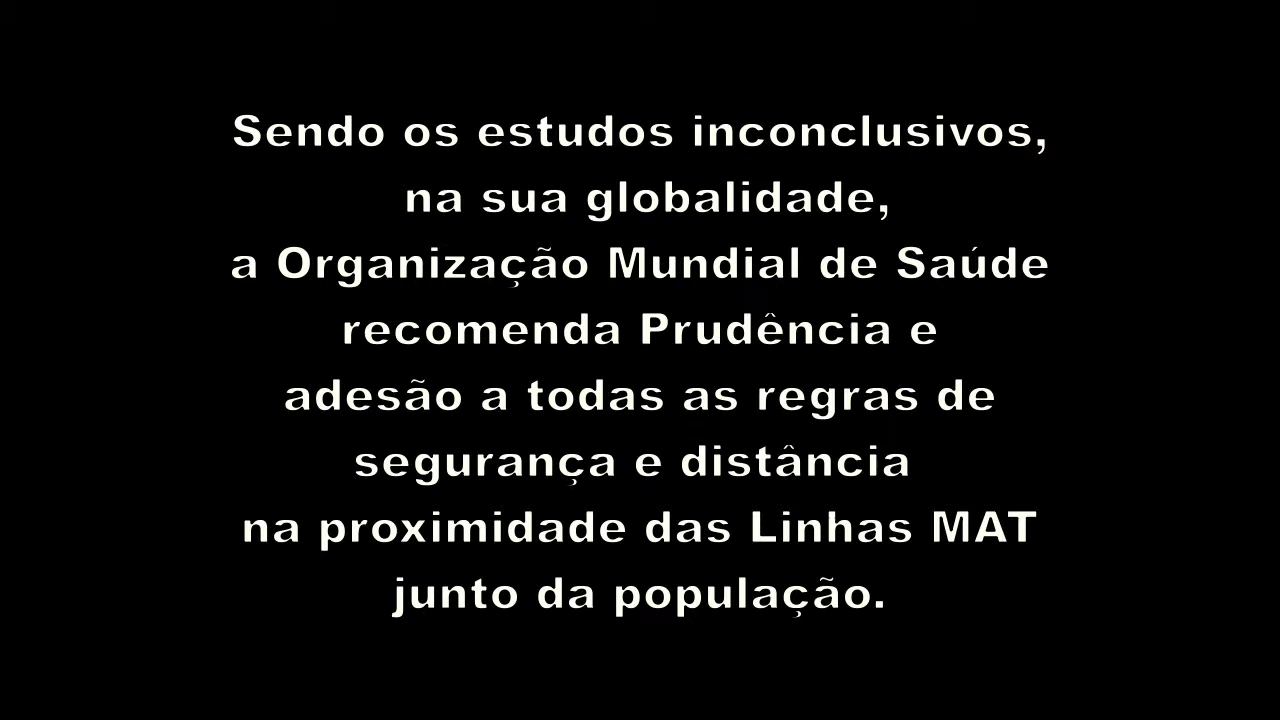 Sendo os estudos inconclusivos,
na sua globalidade,
a Organização Mundial de Saúde
recomenda Prudência e
adesão a todas as regras de
segurança e distância
na proximidade das Linhas MAT
junto da população.